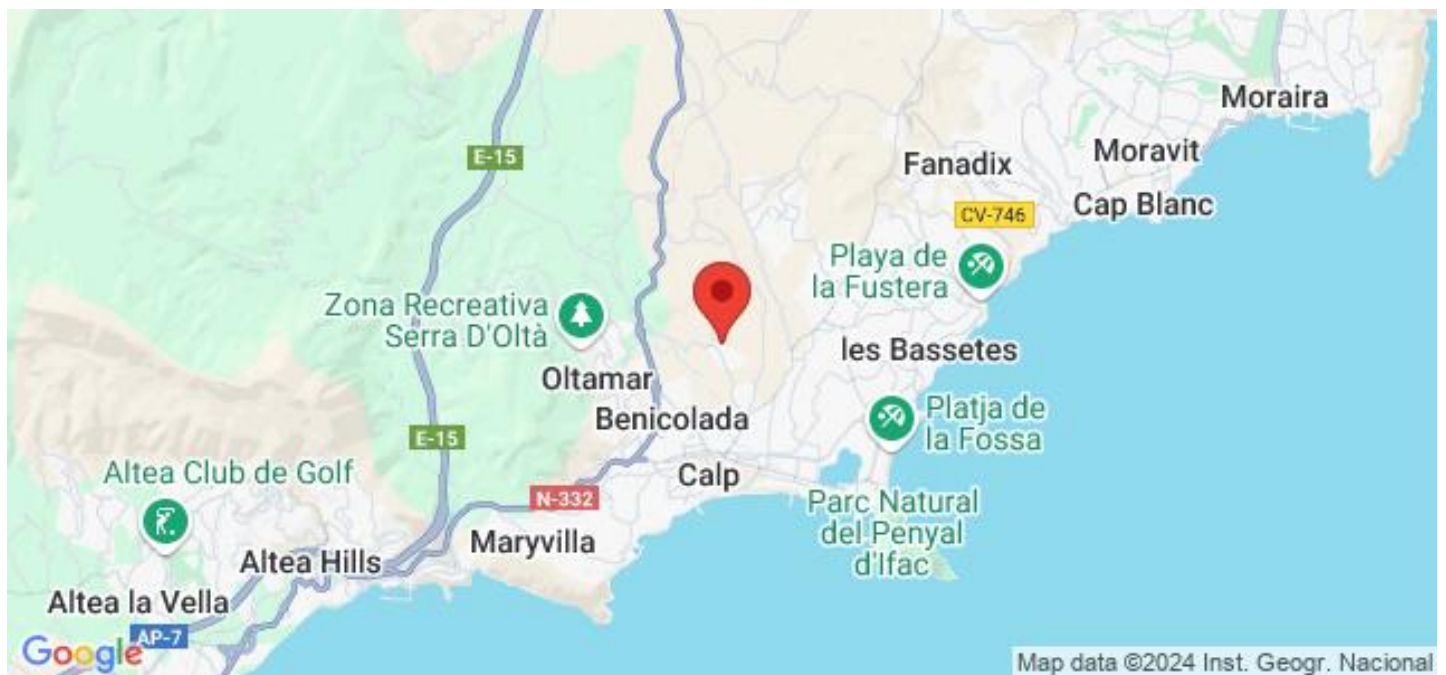 Moraira
Moravit
E-15
Fanadix
Cap Blanc
CV-746
Playa de
la Fustera
Zona Recreativa
Serra D'Oltà
les Bassetes
Oltamar
Benicolada
Platja de
la Fossa
E-15
Altea Club de Golf
Calp
N-332
Parc Natural
del Penyal
d'Ifac
Maryvilla
Altea Hills
Altea la Vella
AP-7
Google
Map data ©2024 Inst. Geogr. Nacional